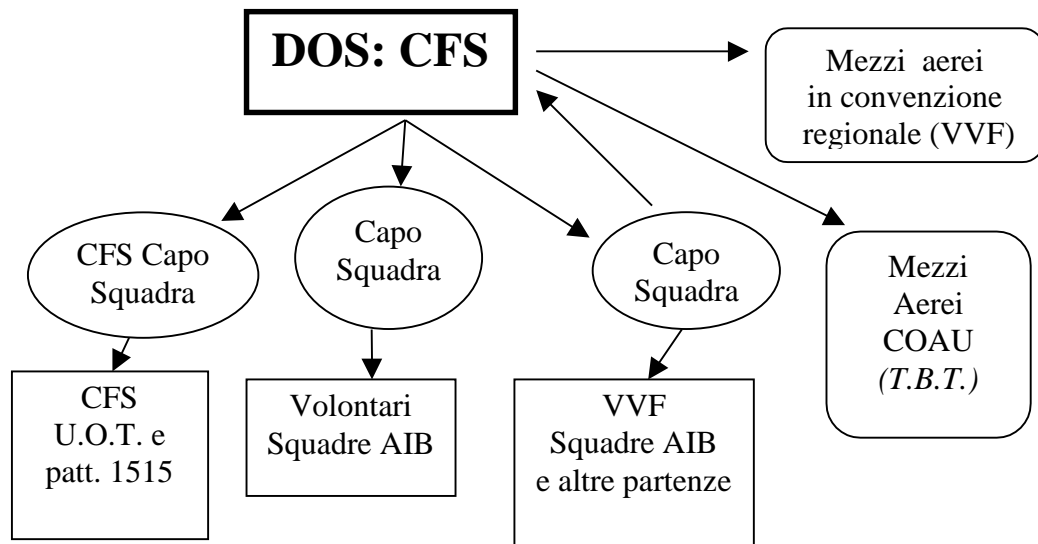 DOS: CFS
Mezzi aerei
in convenzione
regionale (VVF)
CFS Capo
Squadra
Capo
Squadra
Capo
Squadra
Mezzi
Aerei
COAU
(T.B.T.)
CFS
U.O.T. e
patt. 1515
Volontari
Squadre AIB
VVF
Squadre AIB
e altre partenze